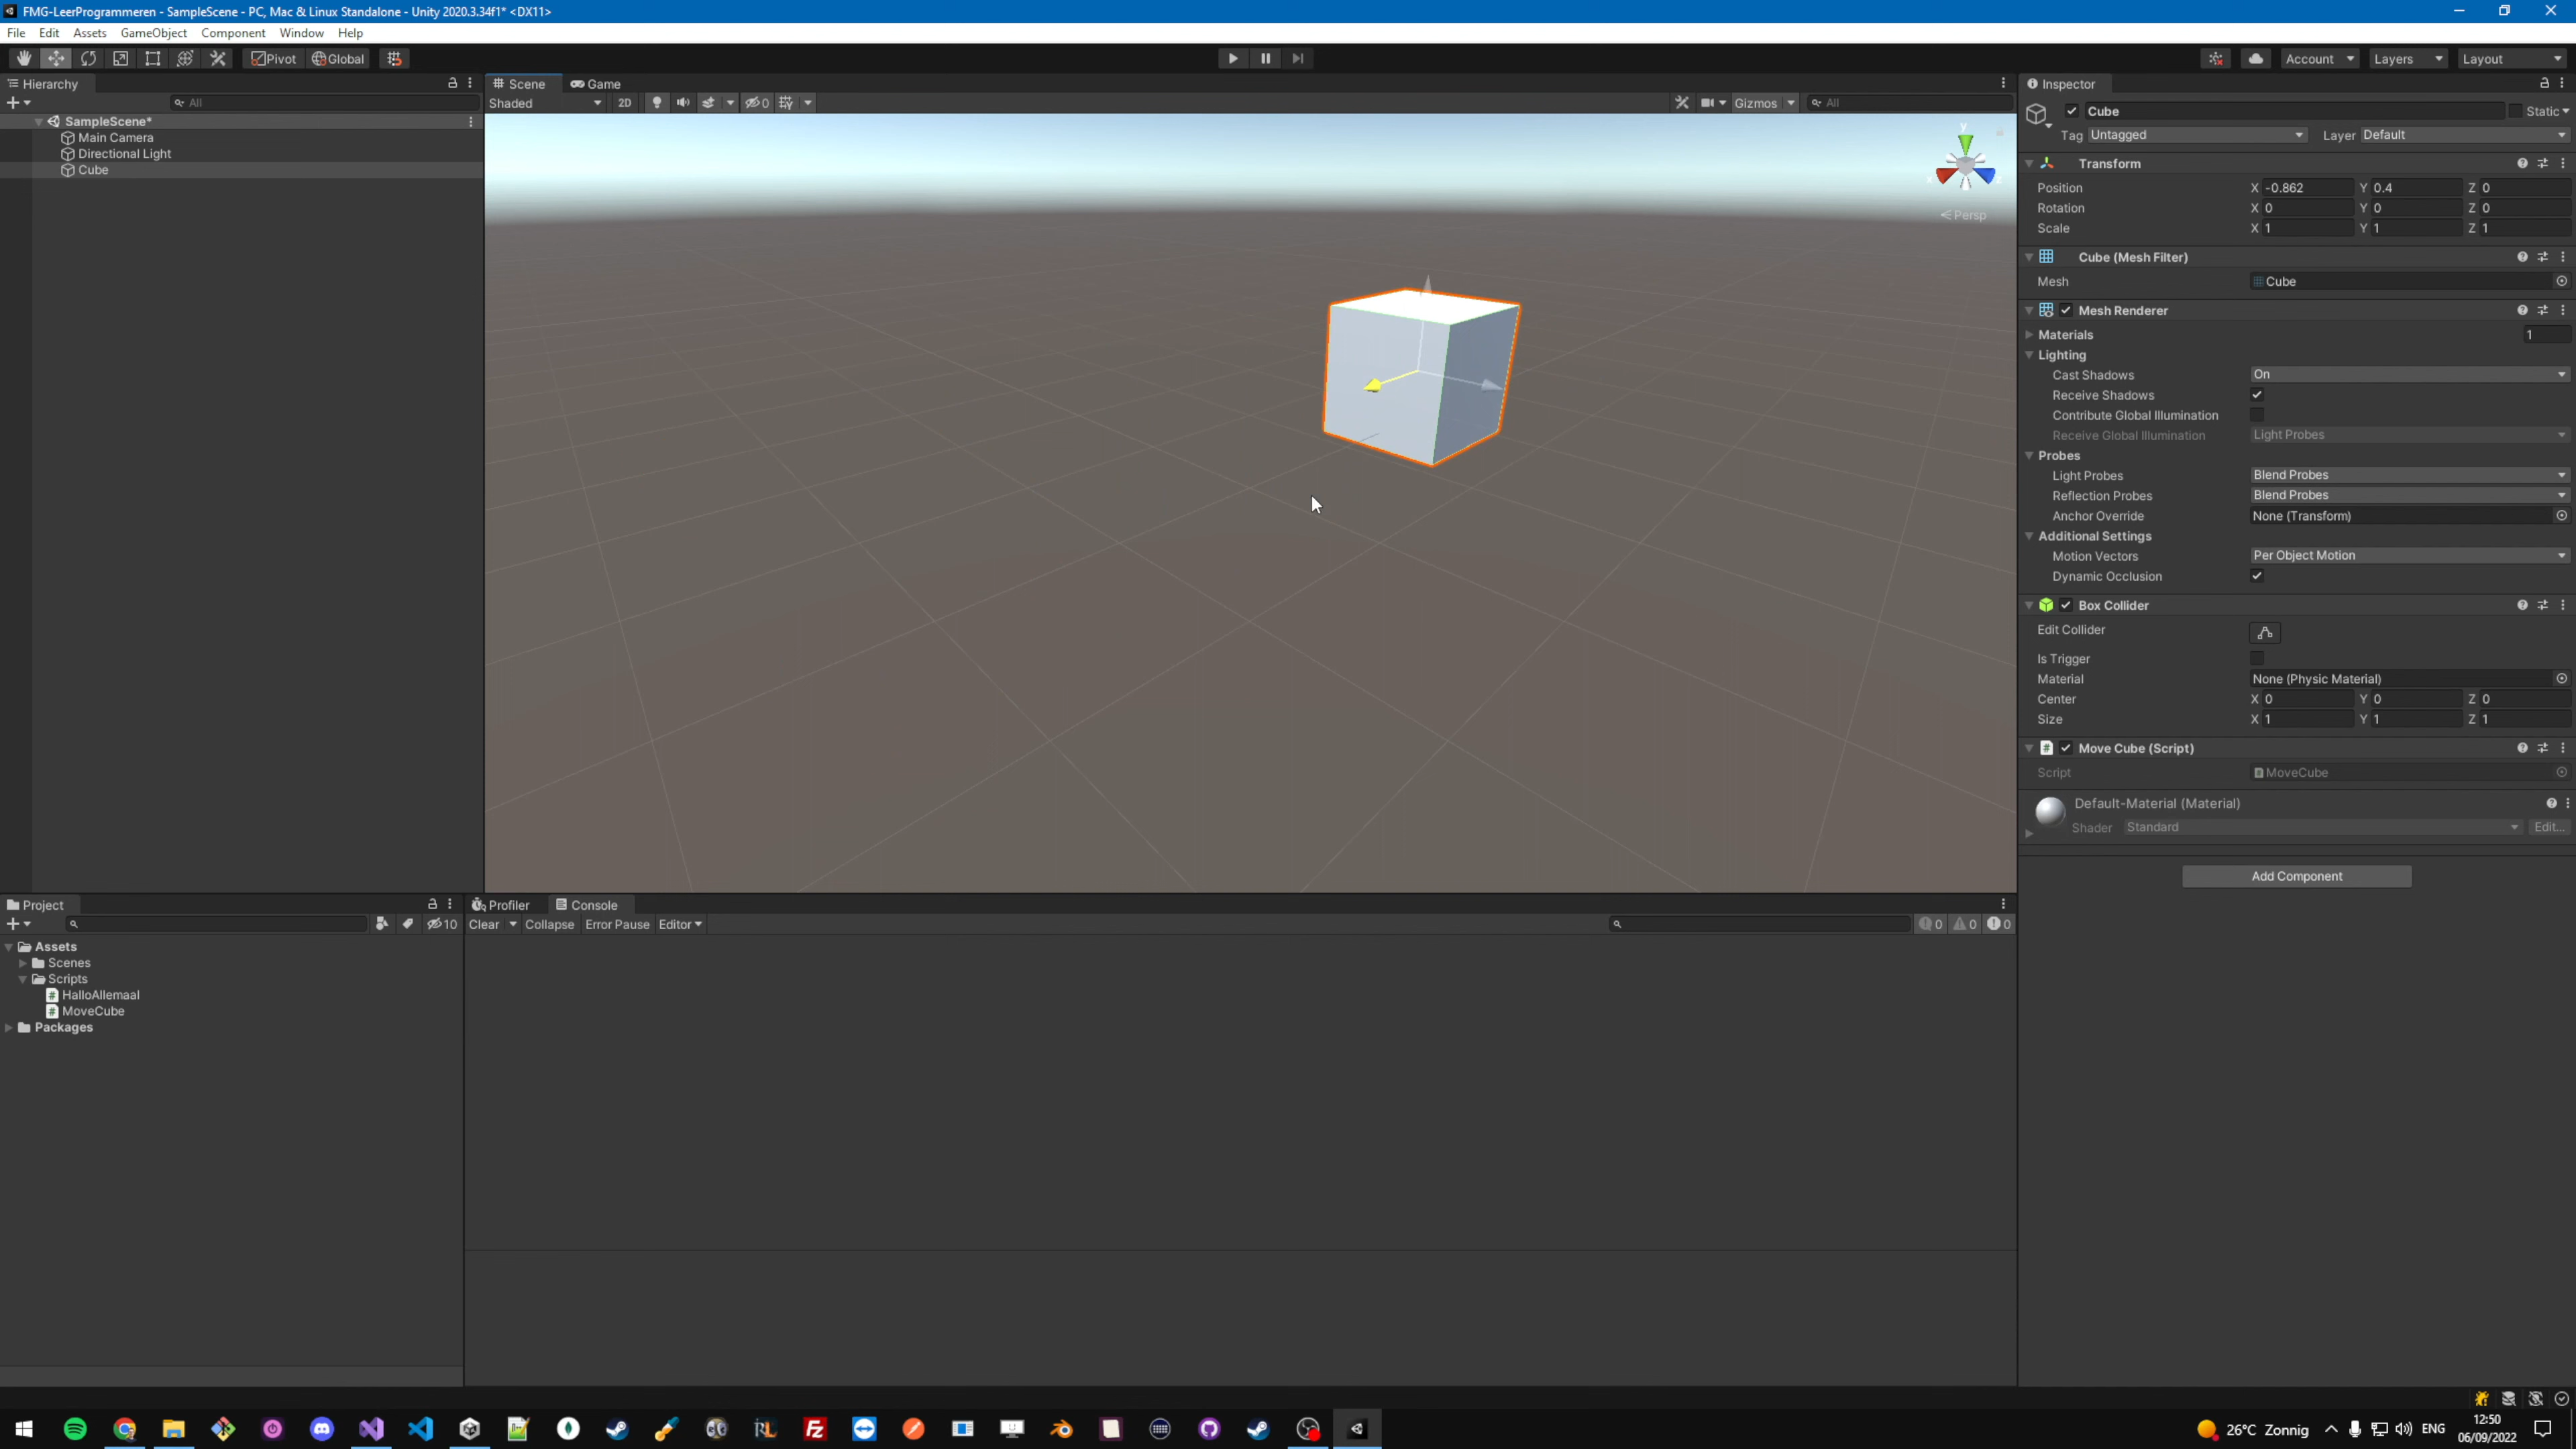 FMG-LeerProgrammeren - SampleScene - PC, Mac & Linux Standalone - Unity 2020.3.34f1* <DX11>
File Edit Assets GameObject Component Window Help
Pivot Global Account Layers Layout
Hierarchy
All
SampleScene*
Main Camera
Directional Light
Cube
Scene Game
Shaded 2D 0 Gizmos All
y
Persp
Inspector
Cube Static
Tag Untagged Layer Default
Transform
Position X -0.862 Y 0.4 Z 0
Rotation X 0 Y 0 Z 0
Scale X 1 Y 1 Z 1
Cube (Mesh Filter)
Mesh Cube
Mesh Renderer
Materials 1
Lighting
Cast Shadows On
Receive Shadows
Contribute Global Illumination
Receive Global Illumination Light Probes
Probes
Light Probes Blend Probes
Reflection Probes Blend Probes
Anchor Override None (Transform)
Additional Settings
Motion Vectors Per Object Motion
Dynamic Occlusion
Box Collider
Edit Collider
Is Trigger
Material None (Physic Material)
Center X 0 Y 0 Z 0
Size X 1 Y 1 Z 1
Move Cube (Script)
Script MoveCube
Default-Material (Material)
Shader Standard Edit...
Add Component
Project
10
Assets
Scenes
Scripts
HalloAllemaal
MoveCube
Packages
Profiler Console
Clear Collapse Error Pause Editor 0 0 0
26°C Zonnig ENG
12:50
06/09/2022